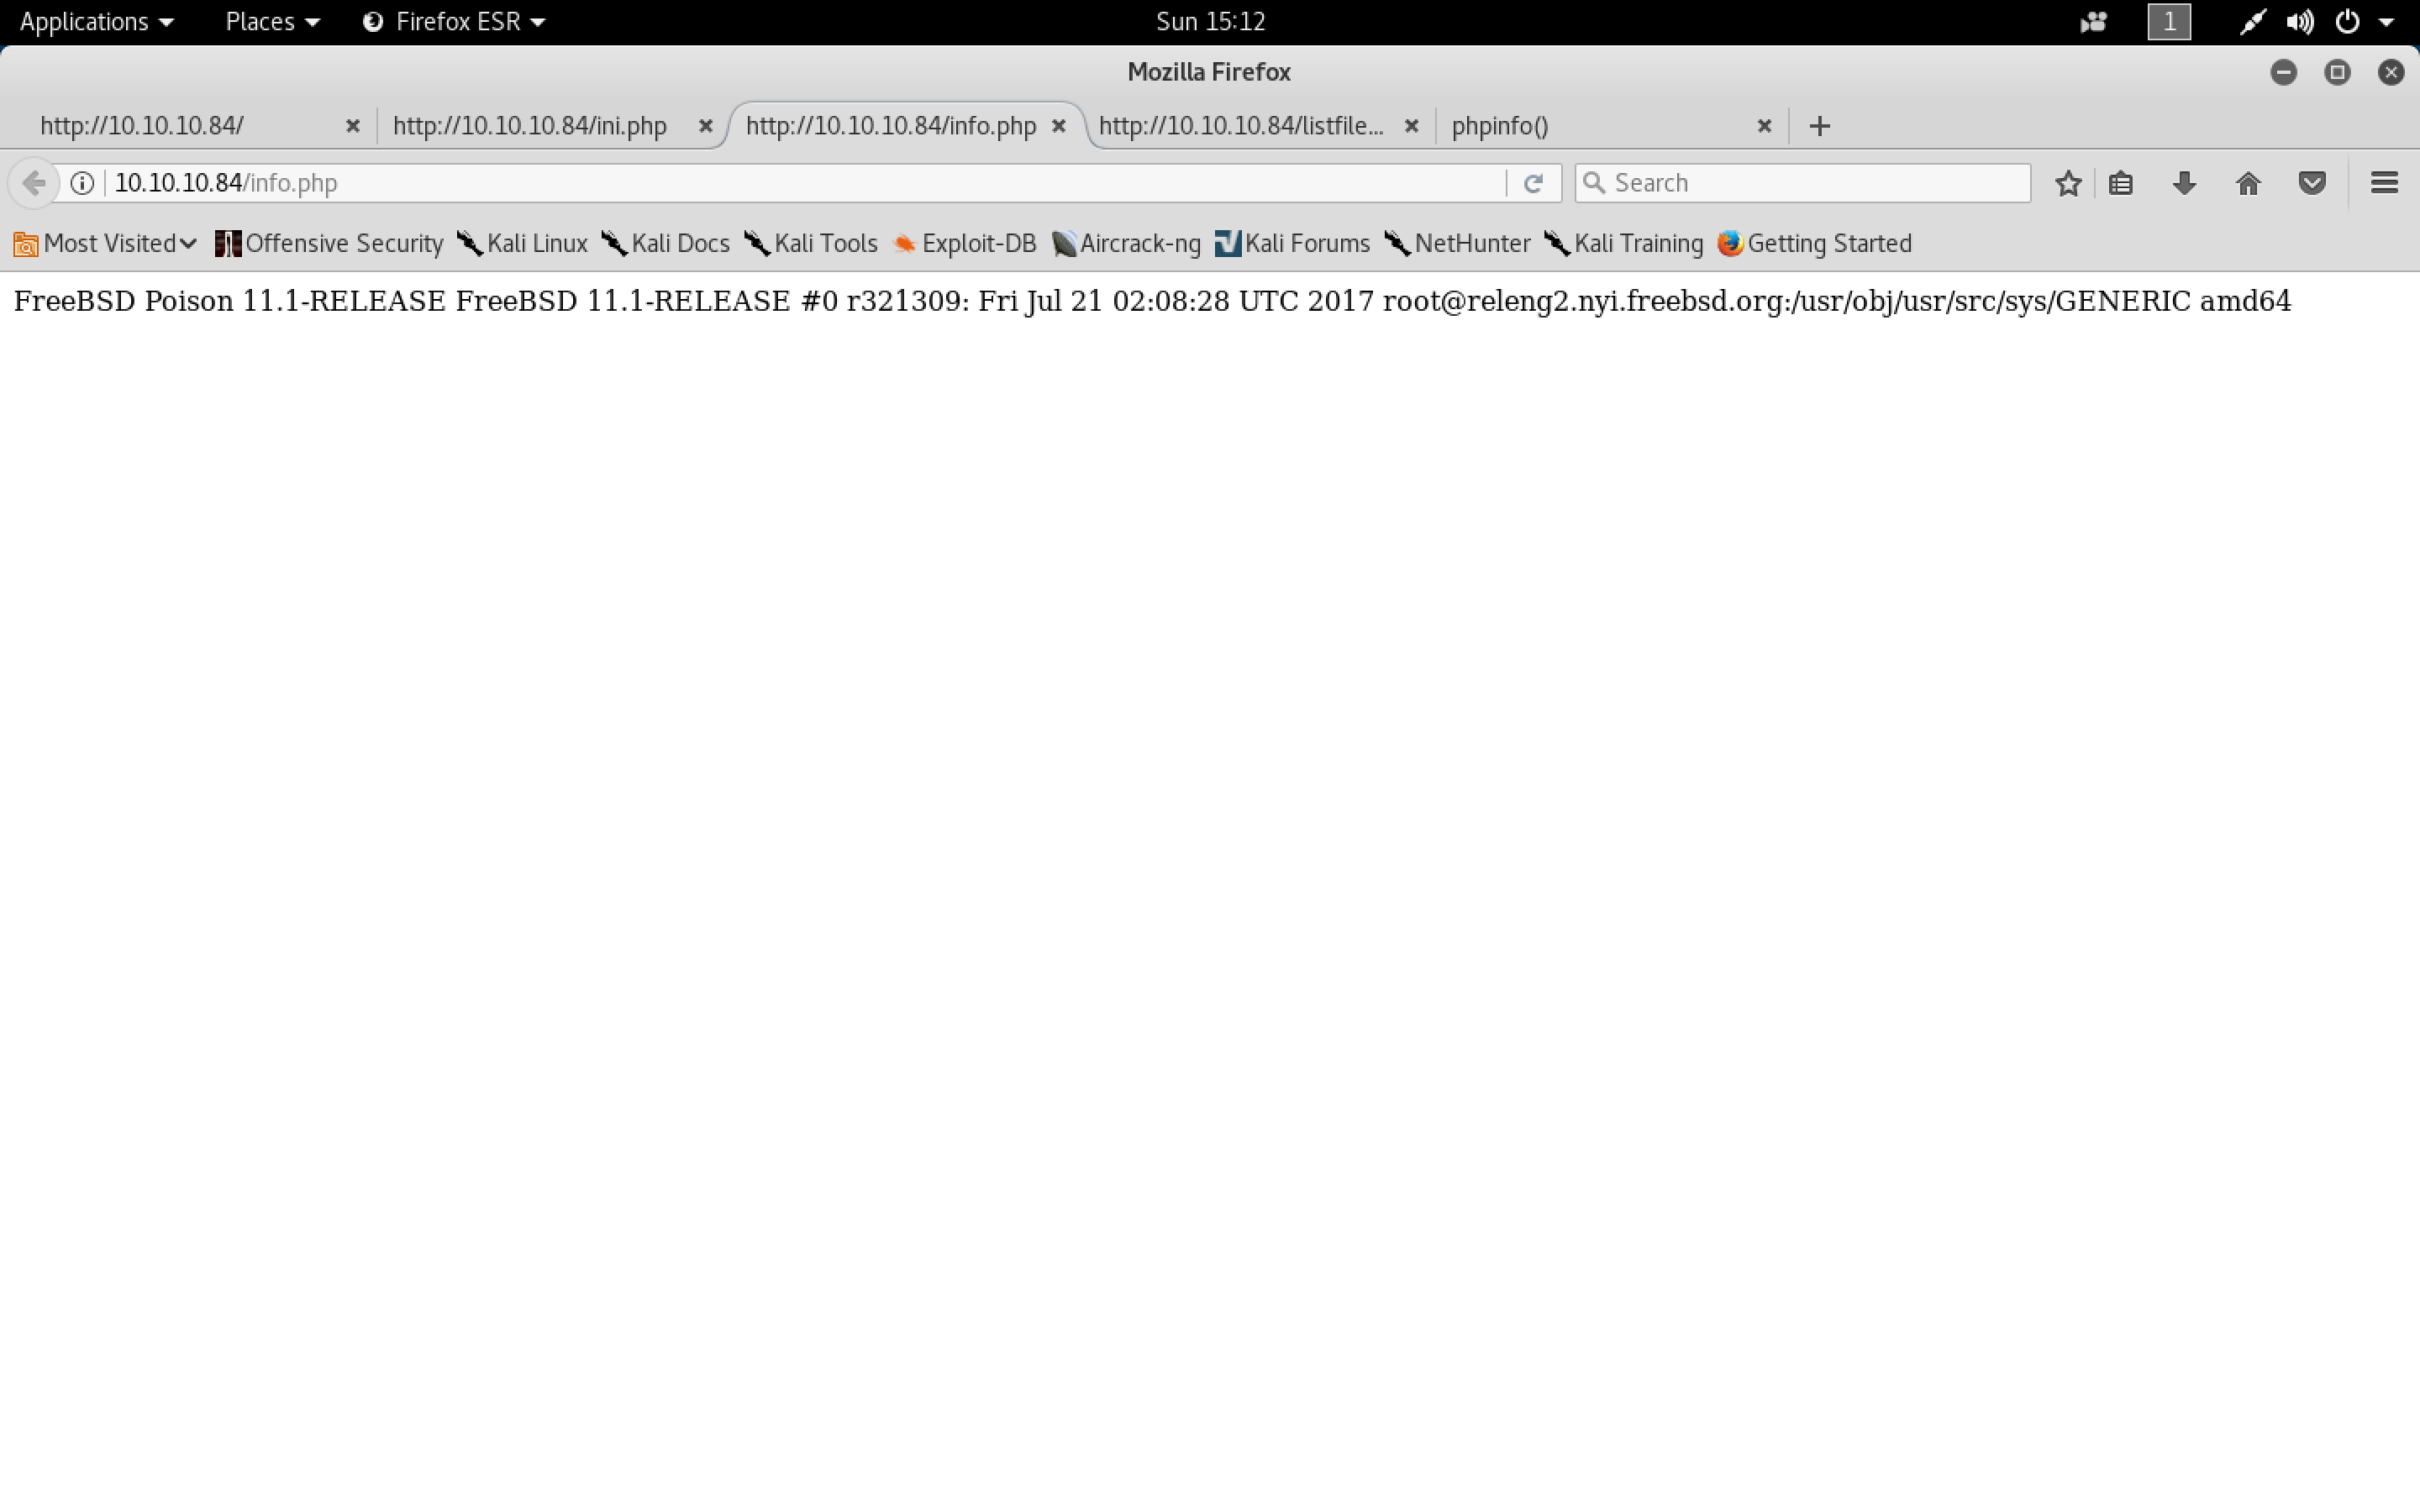 Applications Places Firefox ESR Sun 15:12 1
Mozilla Firefox
http://10.10.10.84/ http://10.10.10.84/ini.php http://10.10.10.84/info.php http://10.10.10.84/listfile... phpinfo()
10.10.10.84/info.php Search
Most Visited Offensive Security Kali Linux Kali Docs Kali Tools Exploit-DB Aircrack-ng Kali Forums NetHunter Kali Training Getting Started
FreeBSD Poison 11.1-RELEASE FreeBSD 11.1-RELEASE #0 r321309: Fri Jul 21 02:08:28 UTC 2017 root@releng2.nyi.freebsd.org:/usr/obj/usr/src/sys/GENERIC amd64